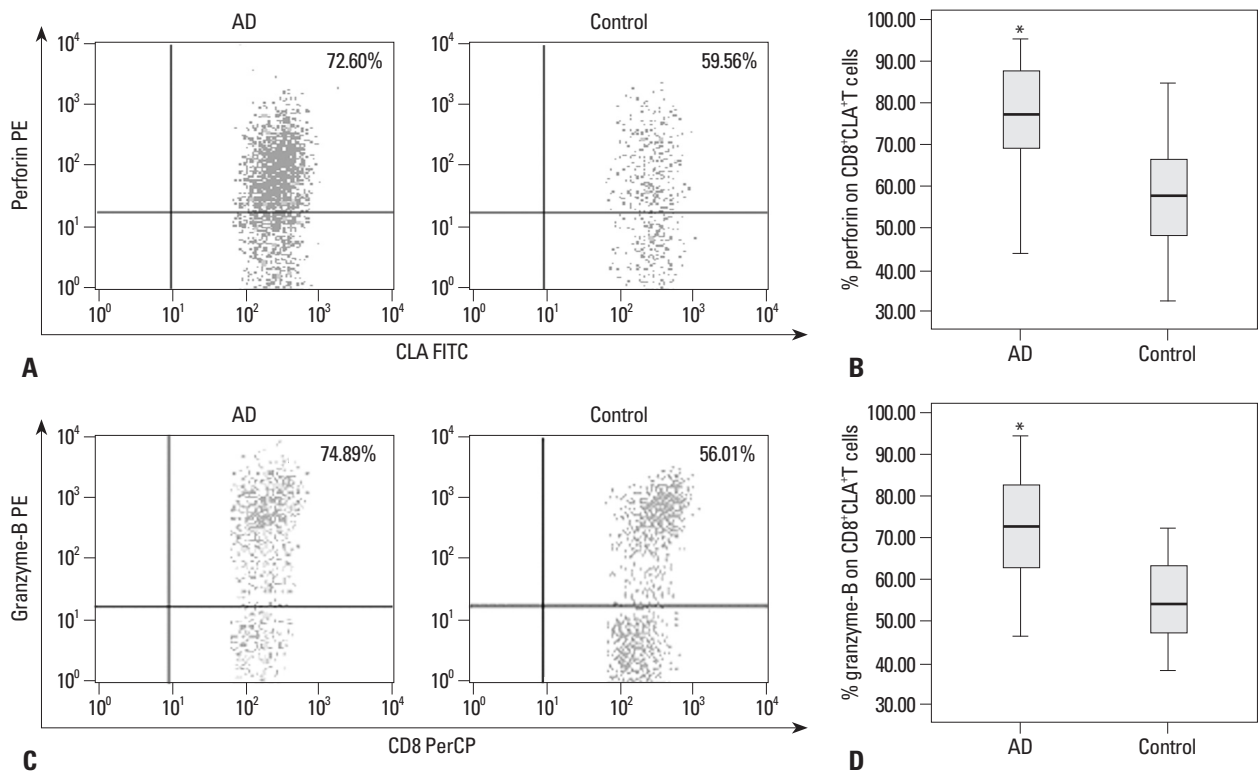 AD
Control
10⁴
10³
10²
10¹
10⁰
Perforin PE
72.60%
59.56%
10⁰ 10¹ 10² 10³ 10⁴
10⁰ 10¹ 10² 10³ 10⁴
CLA FITC
A
100.00
90.00
80.00
70.00
60.00
50.00
40.00
30.00
% perforin on CD8⁺CLA⁺T cells
*
AD Control
B
AD
Control
10⁴
10³
10²
10¹
10⁰
Granzyme-B PE
74.89%
10⁴
10³
10²
10¹
10⁰
56.01%
10⁰ 10¹ 10² 10³ 10⁴
10⁰ 10¹ 10² 10³ 10⁴
CD8 PerCP
C
100.00
90.00
80.00
70.00
60.00
50.00
40.00
30.00
% granzyme-B on CD8⁺CLA⁺T cells
*
AD Control
D